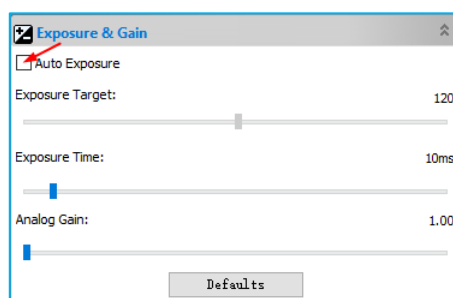 Exposure & Gain
Auto Exposure
Exposure Target: 120
Exposure Time: 10ms
Analog Gain: 1.00
Defaults